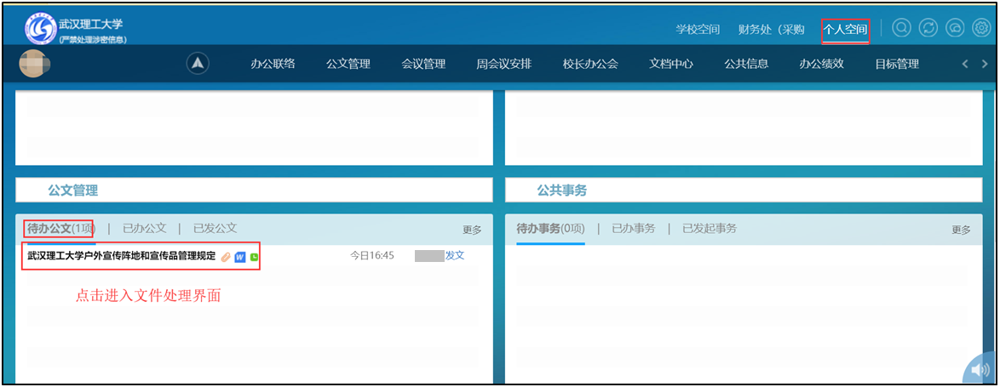 武汉理工大学
(严禁处理涉密信息)
学校空间 财务处（采购 个人空间
办公联络 公文管理 会议管理 周会议安排 校长办公会 文档中心 公共信息 办公绩效 目标管理
公文管理
公共事务
待办公文(1项) | 已办公文 | 已发公文 更多
待办事务(0项) | 已办事务 | 已发起事务 更多
武汉理工大学户外宣传阵地和宣传品管理规定 W 今日16:45 发文
点击进入文件处理界面